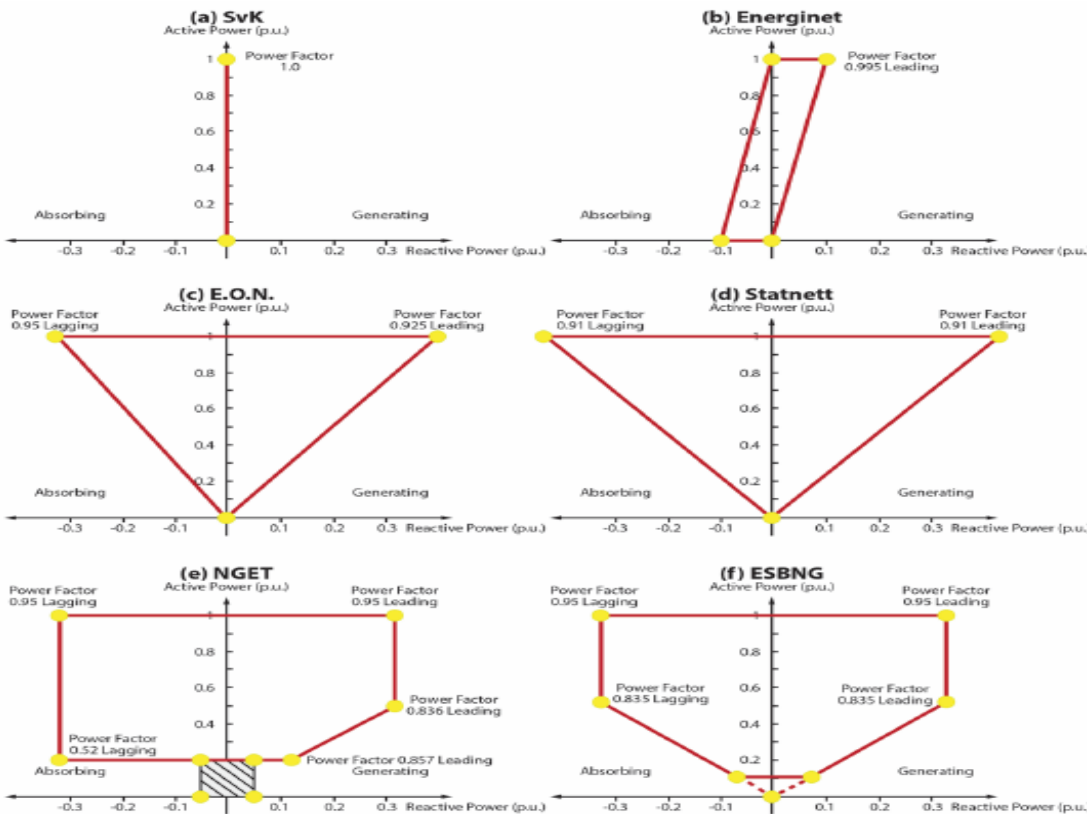 (a) SvK
Active Power (p.u.)
1
Power Factor
1.0
0.8
0.6
0.4
0.2
Absorbing
Generating
-0.3
-0.2
-0.1
0
0.1
0.2
0.3
Reactive Power (p.u.)
(b) Energinet
Active Power (p.u.)
1
Power Factor
0.995 Leading
0.8
0.6
0.4
0.2
Absorbing
Generating
-0.3
-0.2
-0.1
0
0.1
0.2
0.3
Reactive Power (p.u.
(c) E.O.N.
Active Power (p.u.)
Power Factor
0.95 Lagging
Power Factor
0.925 Leading
1
0.8
0.6
0.4
0.2
Absorbing
Generating
-0.3
-0.2
-0.1
0
0.1
0.2
0.3
Reactive Power (p.u.)
(d) Statnett
Active Power (p.u.)
Power Factor
0.91 Lagging
Power Factor
0.91 Leading
1
0.8
0.6
0.4
0.2
Absorbing
Generating
-0.3
-0.2
-0.1
0
0.1
0.2
0.3
Reactive Power (p.u.
(e) NGET
Active Power (p.u.)
Power Factor
0.95 Lagging
Power Factor
0.95 Leading
1
0.8
0.6
0.4
Power Factor
0.836 Leading
Power Factor
0.52 Lagging
0.2
Power Factor 0.857 Leading
Absorbing
Generating
-0.3
-0.2
-0.1
0
0.1
0.2
0.3
Reactive Power (p.u.)
(f) ESBNG
Active Power (p.u.)
Power Factor
0.95 Lagging
Power Factor
0.95 Leading
1
0.8
0.6
Power Factor
0.835 Lagging
Power Factor
0.835 Leading
0.4
0.2
Absorbing
Generating
-0.3
-0.2
-0.1
0
0.1
0.2
0.3
Reactive Power (p.u.